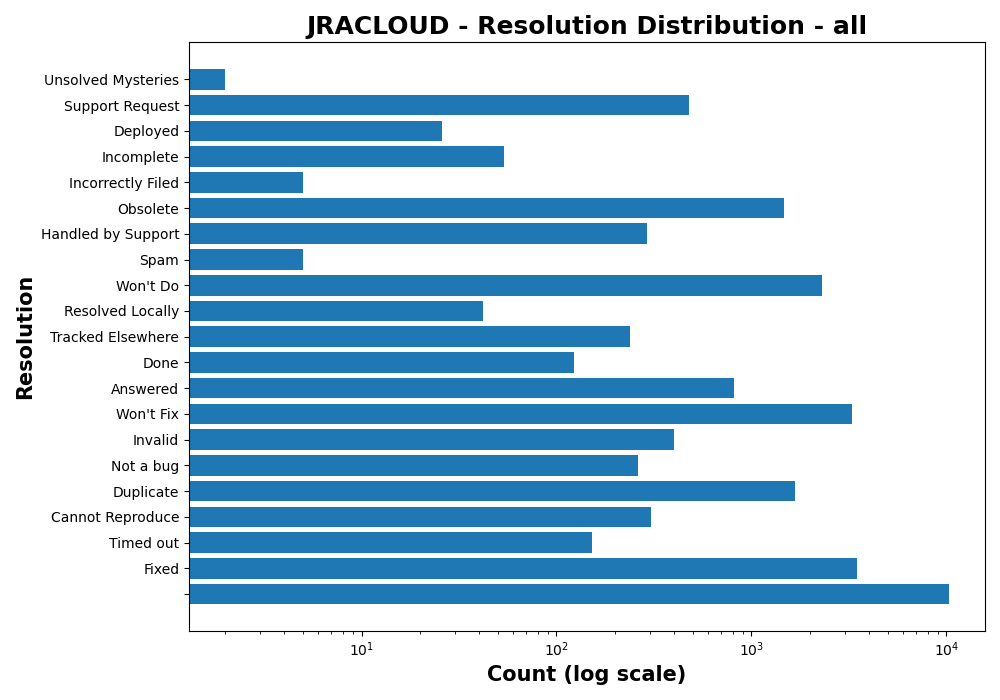 JRACLOUD - Resolution Distribution - all
Unsolved Mysteries
Support Request
Deployed
Incomplete
Incorrectly Filed
Obsolete
Handled by Support
Spam
Won't Do
Resolved Locally
Tracked Elsewhere
Done
Answered
Won't Fix
Invalid
Not a bug
Duplicate
Cannot Reproduce
Timed out
Fixed
Resolution
10¹ 10² 10³ 10⁴
Count (log scale)